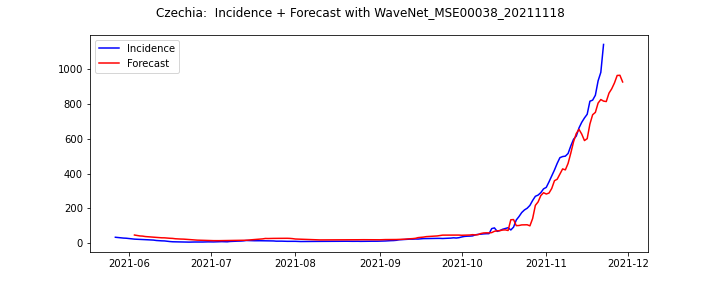 Czechia:  Incidence + Forecast with WaveNet_MSE00038_20211118
Incidence
Forecast
1000
800
600
400
200
0
2021-06 2021-07 2021-08 2021-09 2021-10 2021-11 2021-12